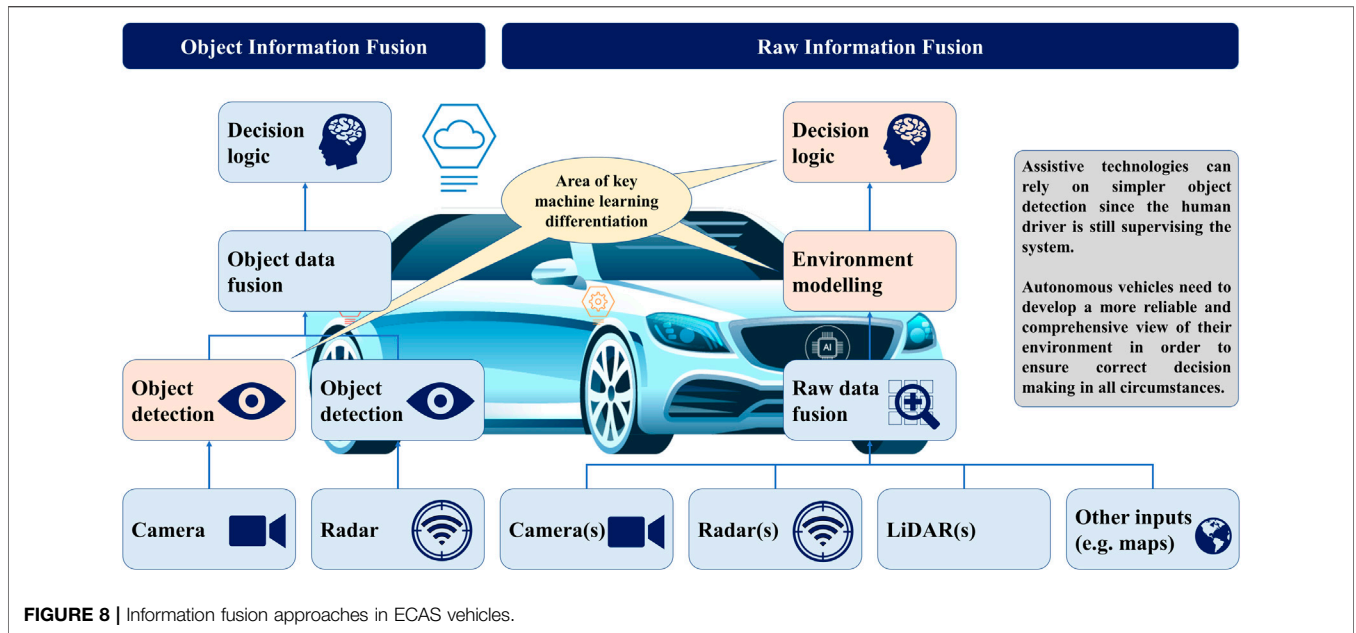 Object Information Fusion
Raw Information Fusion
Decision
logic
Decision
logic
Area of key
machine learning
differentiation
Assistive technologies can
rely on simpler object
detection since the human
driver is still supervising the
system.
Autonomous vehicles need to
develop a more reliable and
comprehensive view of their
environment in order to
ensure correct decision
making in all circumstances.
Object data
fusion
Environment
modelling
AI
Object
detection
Object
detection
Raw data
fusion
Camera
Radar
Camera(s)
Radar(s)
LiDAR(s)
Other inputs
(e.g. maps)
FIGURE 8 | Information fusion approaches in ECAS vehicles.